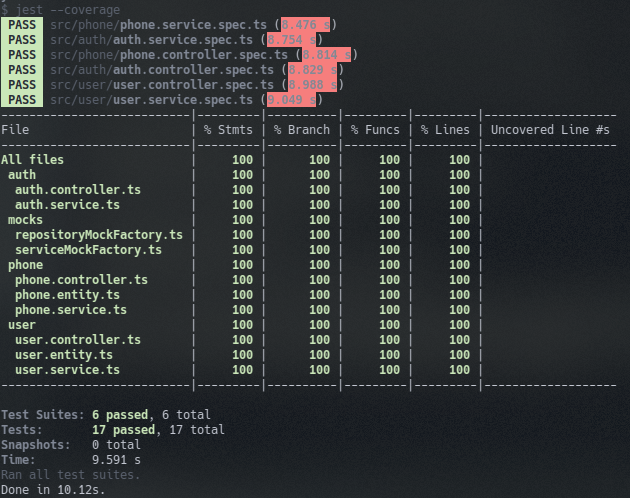 $ jest --coverage
PASS src/phone/phone.service.spec.ts (8.476 s)
PASS src/auth/auth.service.spec.ts (8.754 s)
PASS src/phone/phone.controller.spec.ts (8.814 s)
PASS src/auth/auth.controller.spec.ts (8.829 s)
PASS src/user/user.controller.spec.ts (8.988 s)
PASS src/user/user.service.spec.ts (9.049 s)
---------------------------|---------|----------|---------|---------|-------------------
File | % Stmts | % Branch | % Funcs | % Lines | Uncovered Line #s
---------------------------|---------|----------|---------|---------|-------------------
All files | 100 | 100 | 100 | 100 |
auth | 100 | 100 | 100 | 100 |
auth.controller.ts | 100 | 100 | 100 | 100 |
auth.service.ts | 100 | 100 | 100 | 100 |
mocks | 100 | 100 | 100 | 100 |
repositoryMockFactory.ts | 100 | 100 | 100 | 100 |
serviceMockFactory.ts | 100 | 100 | 100 | 100 |
phone | 100 | 100 | 100 | 100 |
phone.controller.ts | 100 | 100 | 100 | 100 |
phone.entity.ts | 100 | 100 | 100 | 100 |
phone.service.ts | 100 | 100 | 100 | 100 |
user | 100 | 100 | 100 | 100 |
user.controller.ts | 100 | 100 | 100 | 100 |
user.entity.ts | 100 | 100 | 100 | 100 |
user.service.ts | 100 | 100 | 100 | 100 |
---------------------------|---------|----------|---------|---------|-------------------
Test Suites: 6 passed, 6 total
Tests: 17 passed, 17 total
Snapshots: 0 total
Time: 9.591 s
Ran all test suites.
Done in 10.12s.